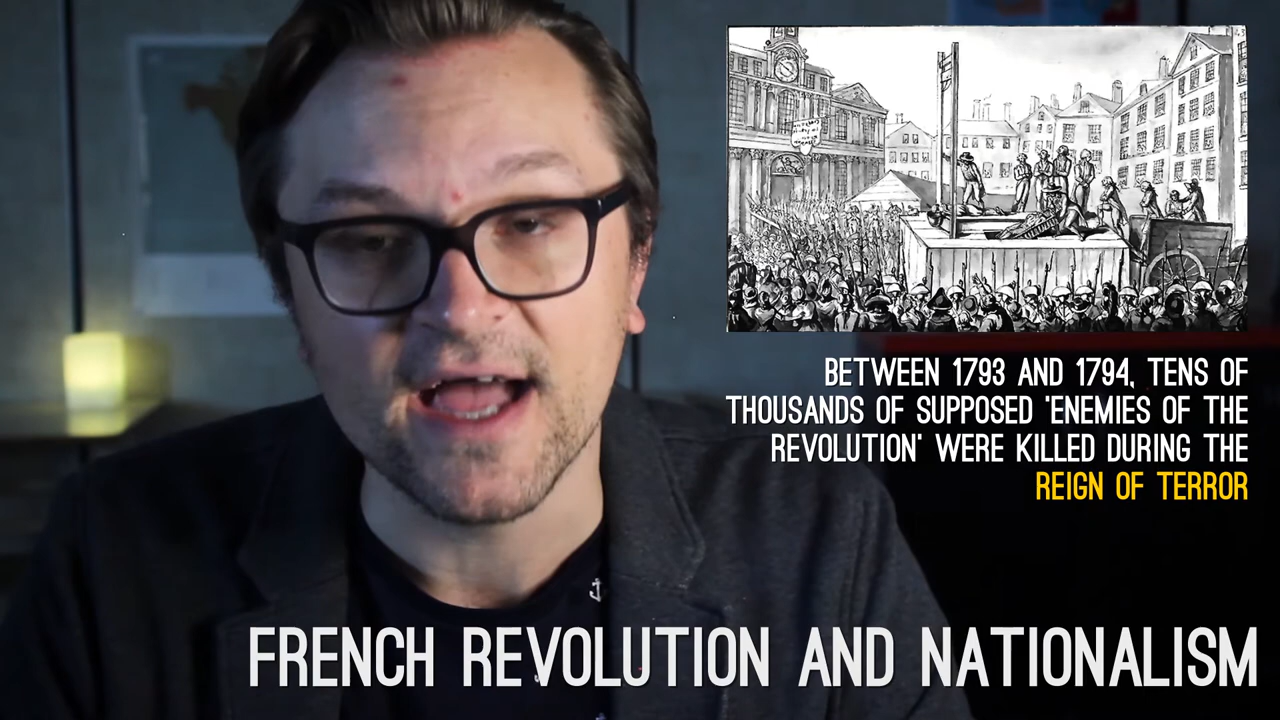 BETWEEN 1793 AND 1794, TENS OF
THOUSANDS OF SUPPOSED 'ENEMIES OF THE
REVOLUTION' WERE KILLED DURING THE
REIGN OF TERROR
FRENCH REVOLUTION AND NATIONALISM